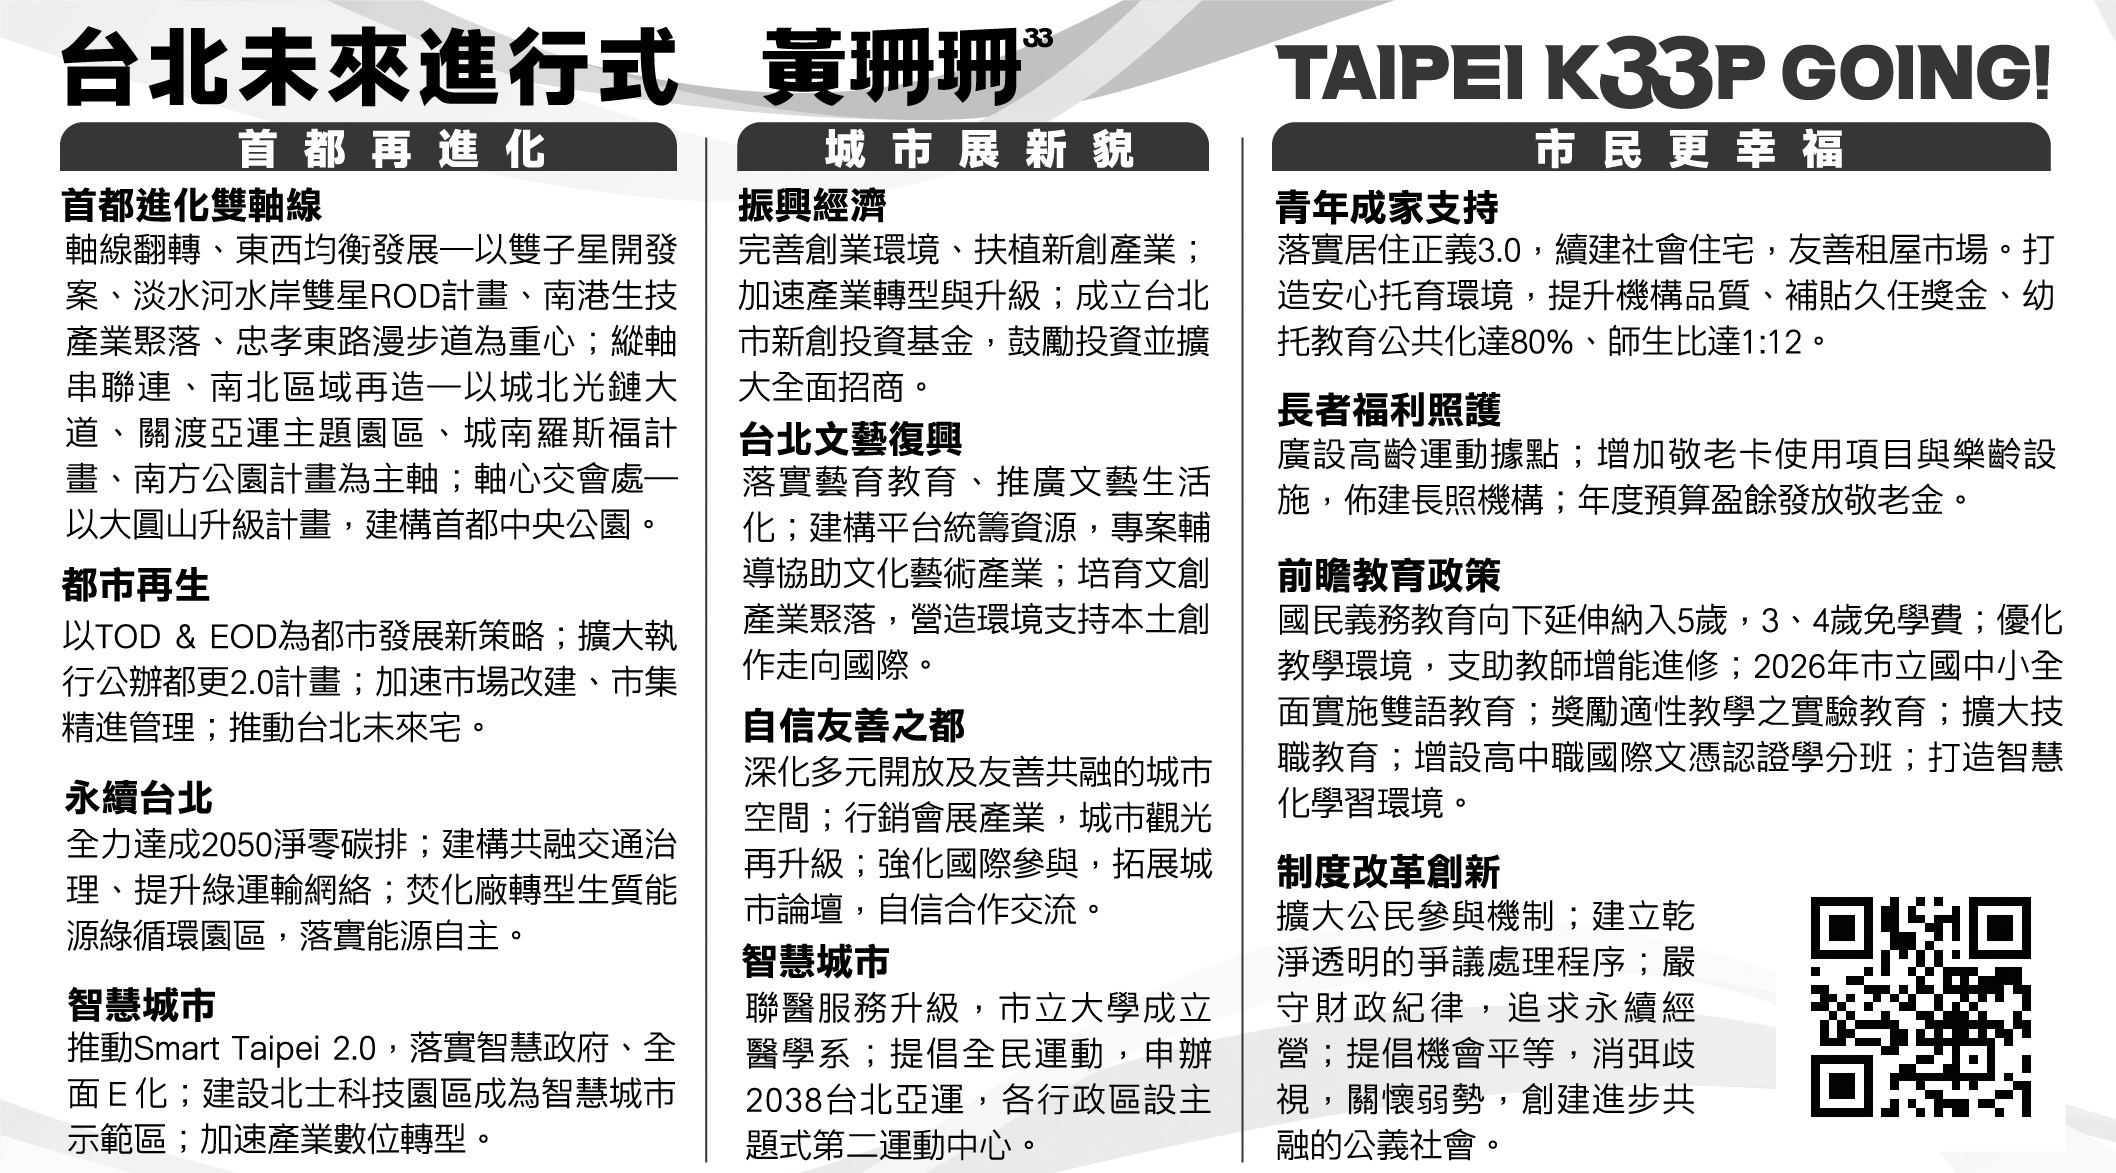 台北未來進行式 黃珊珊33
TAIPEI K33P GOING!
首都再進化
首都進化雙軸線
軸線翻轉、東西均衡發展—以雙子星開發
案、淡水河水岸雙星ROD計畫、南港生技
產業聚落、忠孝東路漫步道為重心；縱軸
串聯連、南北區域再造—以城北光鏈大
道、關渡亞運主題園區、城南羅斯福計
畫、南方公園計畫為主軸；軸心交會處—
以大圓山升級計畫，建構首都中央公園。
都市再生
以TOD & EOD為都市發展新策略；擴大執
行公辦都更2.0計畫；加速市場改建、市集
精進管理；推動台北未來宅。
永續台北
全力達成2050淨零碳排；建構共融交通治
理、提升綠運輸網絡；焚化廠轉型生質能
源綠循環園區，落實能源自主。
智慧城市
推動Smart Taipei 2.0，落實智慧政府、全
面Ｅ化；建設北士科技園區成為智慧城市
示範區；加速產業數位轉型。
城市展新貌
振興經濟
完善創業環境、扶植新創產業；
加速產業轉型與升級；成立台北
市新創投資基金，鼓勵投資並擴
大全面招商。
台北文藝復興
落實藝育教育、推廣文藝生活
化；建構平台統籌資源，專案輔
導協助文化藝術產業；培育文創
產業聚落，營造環境支持本土創
作走向國際。
自信友善之都
深化多元開放及友善共融的城市
空間；行銷會展產業，城市觀光
再升級；強化國際參與，拓展城
市論壇，自信合作交流。
智慧城市
聯醫服務升級，市立大學成立
醫學系；提倡全民運動，申辦
2038台北亞運，各行政區設主
題式第二運動中心。
市民更幸福
青年成家支持
落實居住正義3.0，續建社會住宅，友善租屋市場。打
造安心托育環境，提升機構品質、補貼久任獎金、幼
托教育公共化達80%、師生比達1:12。
長者福利照護
廣設高齡運動據點；增加敬老卡使用項目與樂齡設
施，佈建長照機構；年度預算盈餘發放敬老金。
前瞻教育政策
國民義務教育向下延伸納入5歲，3、4歲免學費；優化
教學環境，支助教師增能進修；2026年市立國中小全
面實施雙語教育；獎勵適性教學之實驗教育；擴大技
職教育；增設高中職國際文憑認證學分班；打造智慧
化學習環境。
制度改革創新
擴大公民參與機制；建立乾
淨透明的爭議處理程序；嚴
守財政紀律，追求永續經
營；提倡機會平等，消弭歧
視，關懷弱勢，創建進步共
融的公義社會。